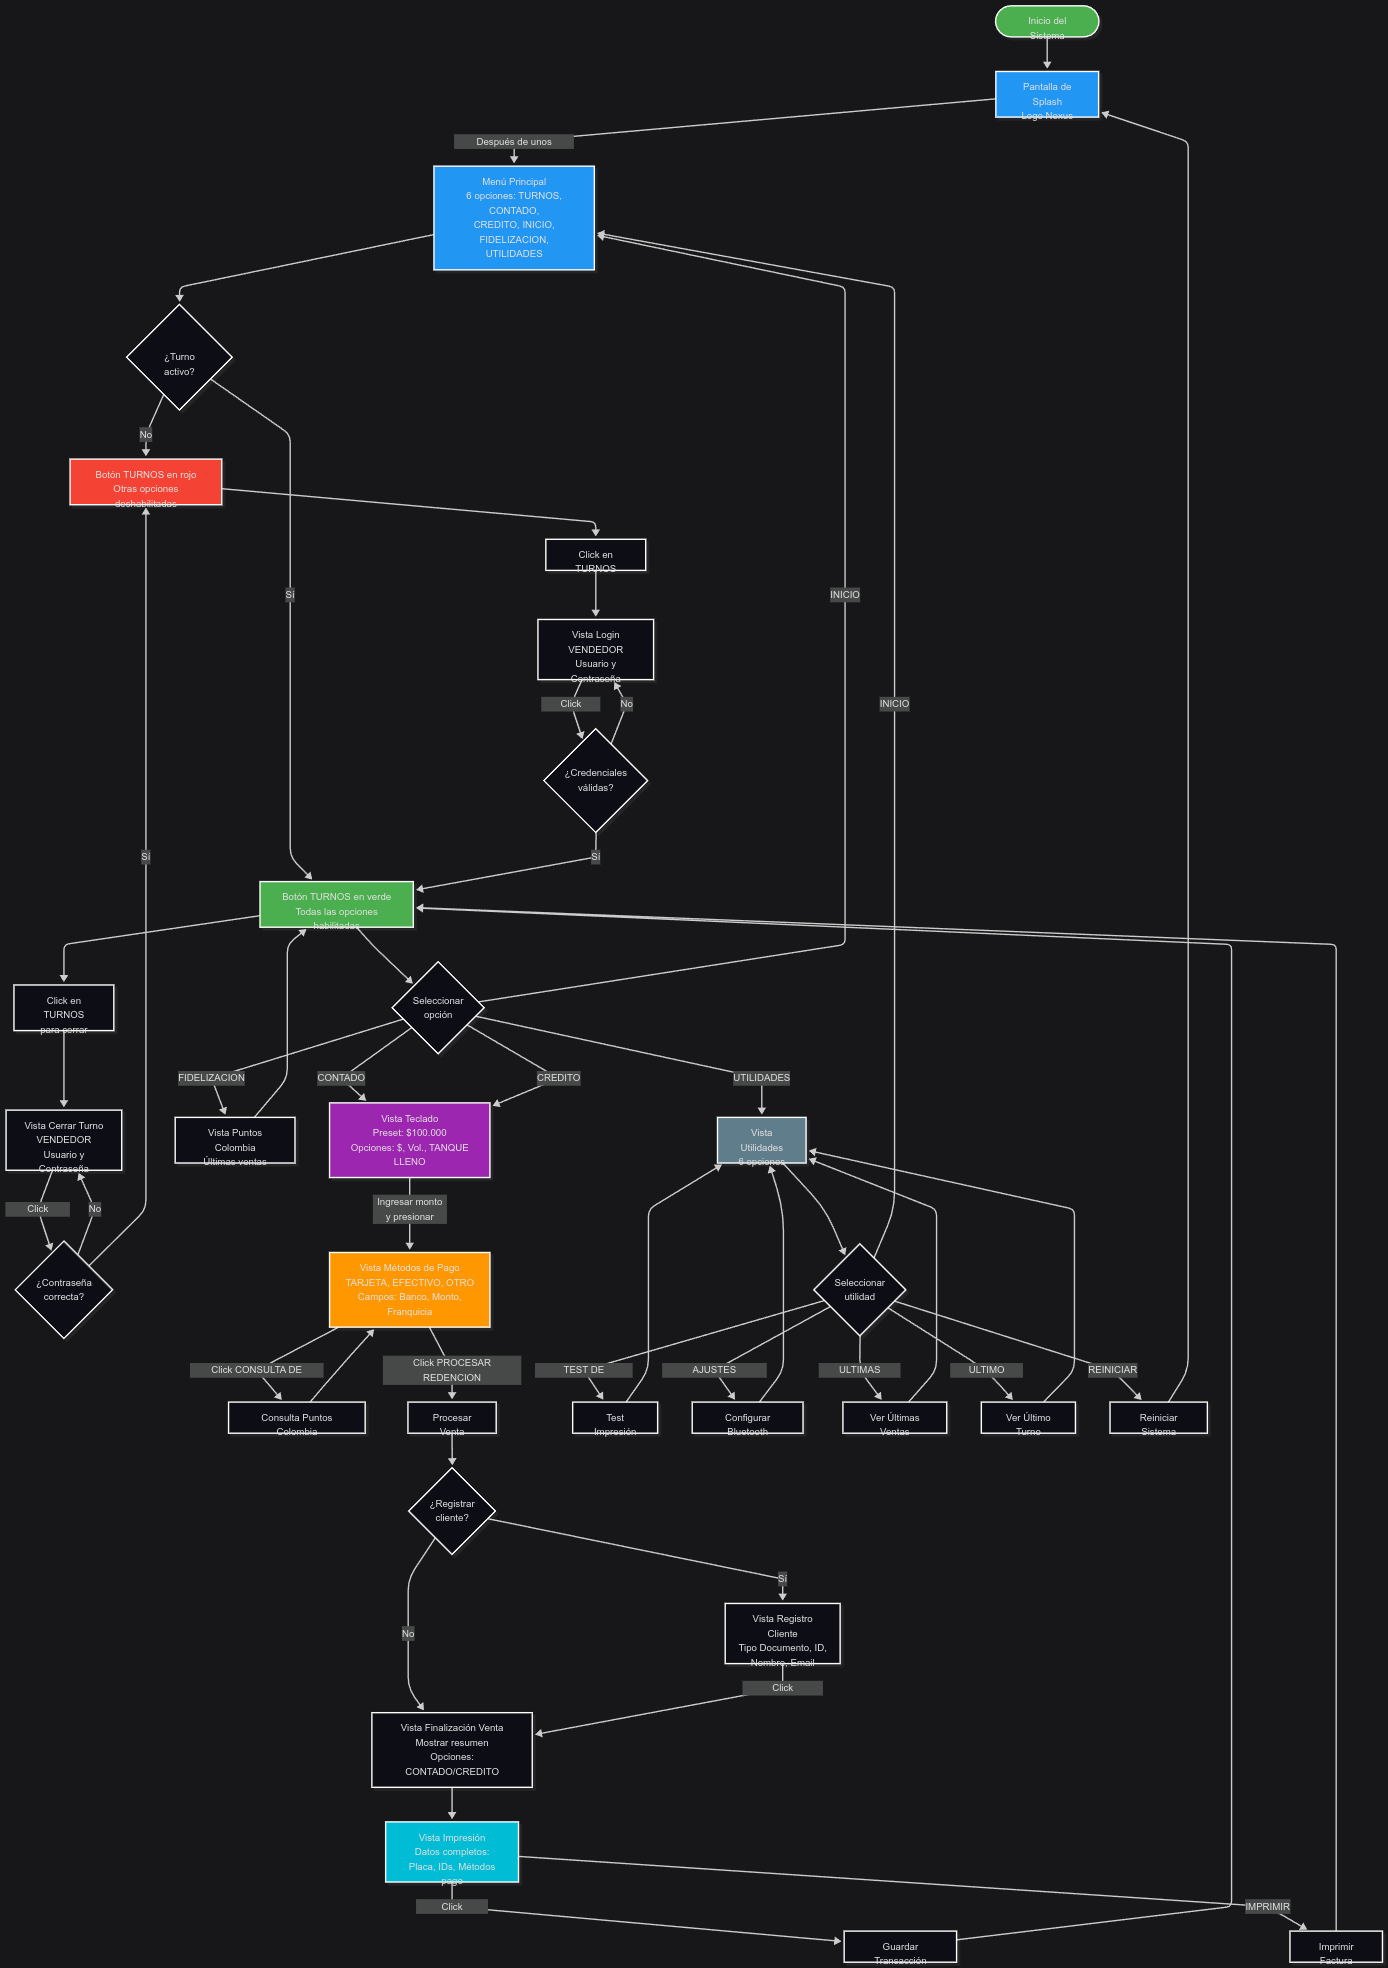 Inicio del
Sistema
Pantalla de
Splash
Logo Nexus
Después de unos
Menú Principal
6 opciones: TURNOS,
CONTADO,
CREDITO, INICIO,
FIDELIZACION,
UTILIDADES
¿Turno
activo?
No
Botón TURNOS en rojo
Otras opciones
deshabilitadas
Click en
TURNOS
Sí
INICIO
Vista Login
VENDEDOR
Usuario y
Contraseña
Click
No
INICIO
¿Credenciales
válidas?
Sí
Sí
Botón TURNOS en verde
Todas las opciones
habilitadas
Click en
TURNOS
para cerrar
Seleccionar
opción
FIDELIZACION
CONTADO
CREDITO
UTILIDADES
Vista Cerrar Turno
VENDEDOR
Usuario y
Contraseña
Vista Puntos
Colombia
Últimas ventas
Vista Teclado
Preset: $100.000
Opciones: $, Vol., TANQUE
LLENO
Vista
Utilidades
6 opciones
Click
No
Ingresar monto
y presionar
¿Contraseña
correcta?
Vista Métodos de Pago
TARJETA, EFECTIVO, OTRO
Campos: Banco, Monto,
Franquicia
Seleccionar
utilidad
Click CONSULTA DE
Click PROCESAR
REDENCION
TEST DE
AJUSTES
ULTIMAS
ULTIMO
REINICIAR
Consulta Puntos
Colombia
Procesar
Venta
Test
Impresión
Configurar
Bluetooth
Ver Últimas
Ventas
Ver Último
Turno
Reiniciar
Sistema
¿Registrar
cliente?
Sí
No
Vista Registro
Cliente
Tipo Documento, ID,
Nombre, Email
Click
Vista Finalización Venta
Mostrar resumen
Opciones:
CONTADO/CREDITO
Vista Impresión
Datos completos:
Placa, IDs, Métodos
pago
Click
IMPRIMIR
Guardar
Transacción
Imprimir
Factura